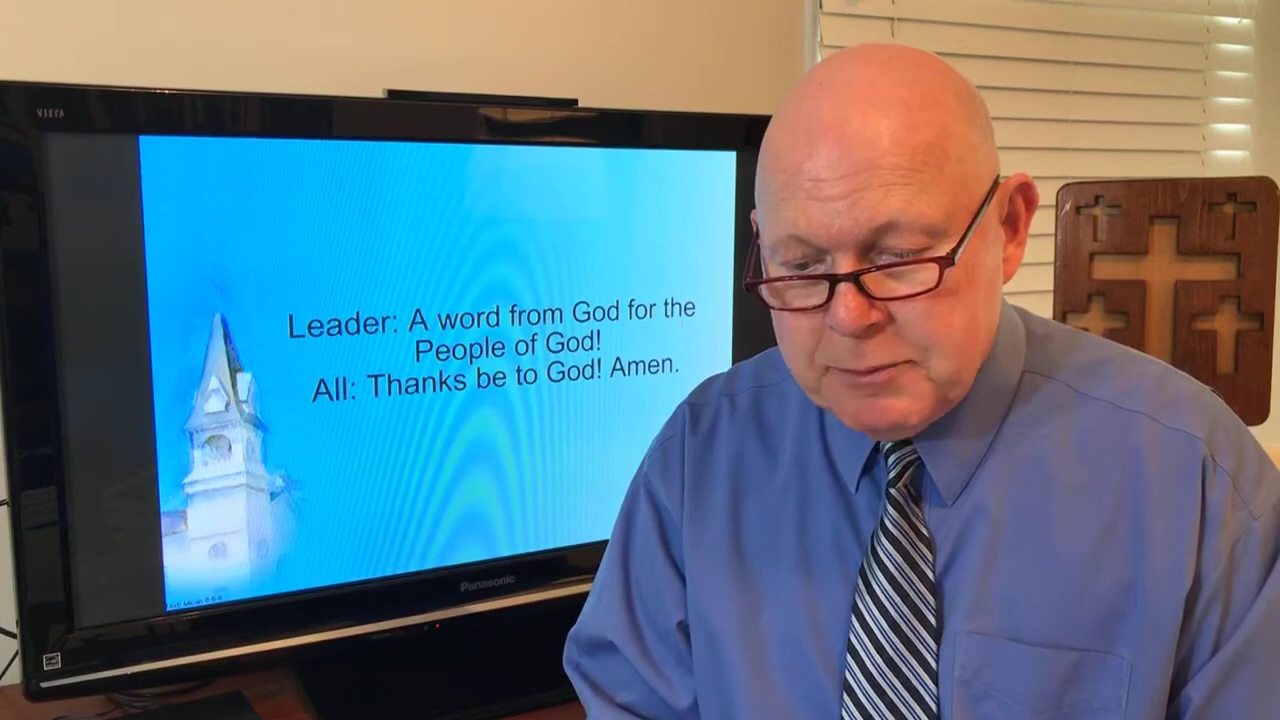 VIERA
Leader: A word from God for the
People of God!
All: Thanks be to God! Amen.
Panasonic